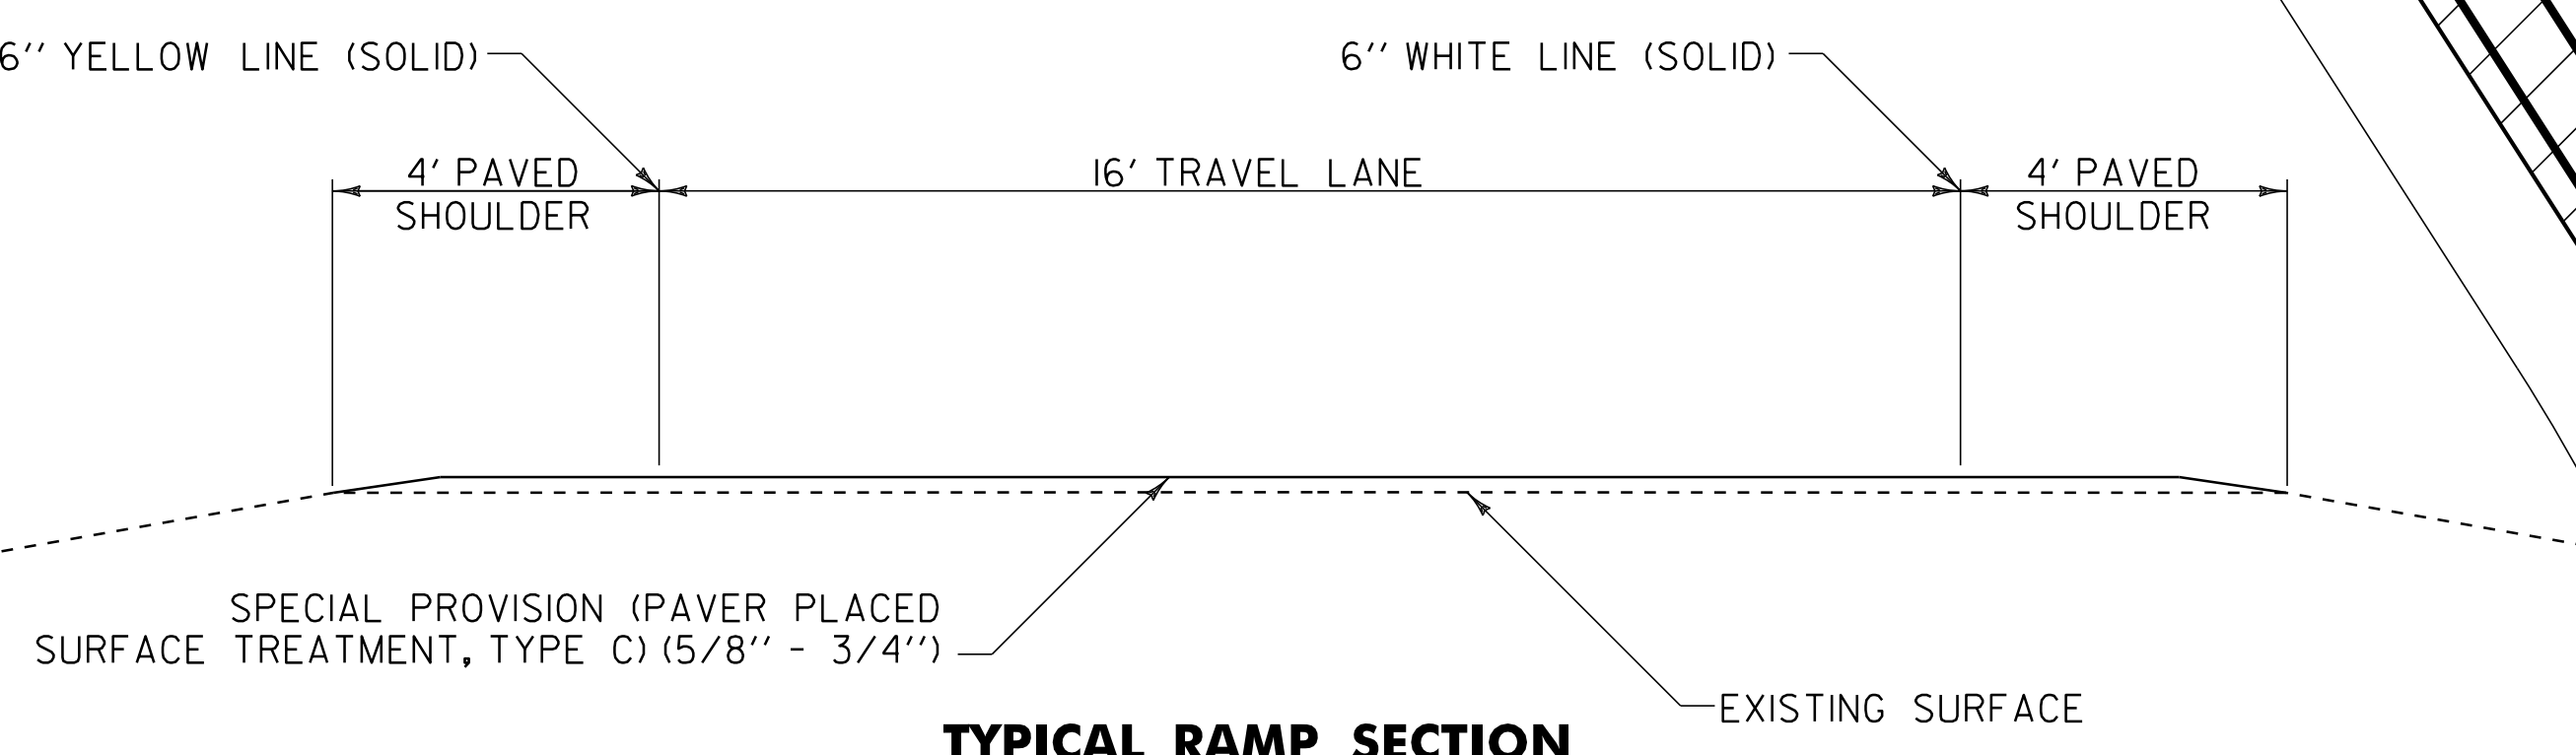 6'' YELLOW LINE (SOLID)
6'' WHITE LINE (SOLID)
4' PAVED
SHOULDER
16' TRAVEL LANE
4' PAVED
SHOULDER
SPECIAL PROVISION (PAVER PLACED
SURFACE TREATMENT, TYPE C) (5/8'' - 3/4'')
EXISTING SURFACE
TYPICAL RAMP SECTION